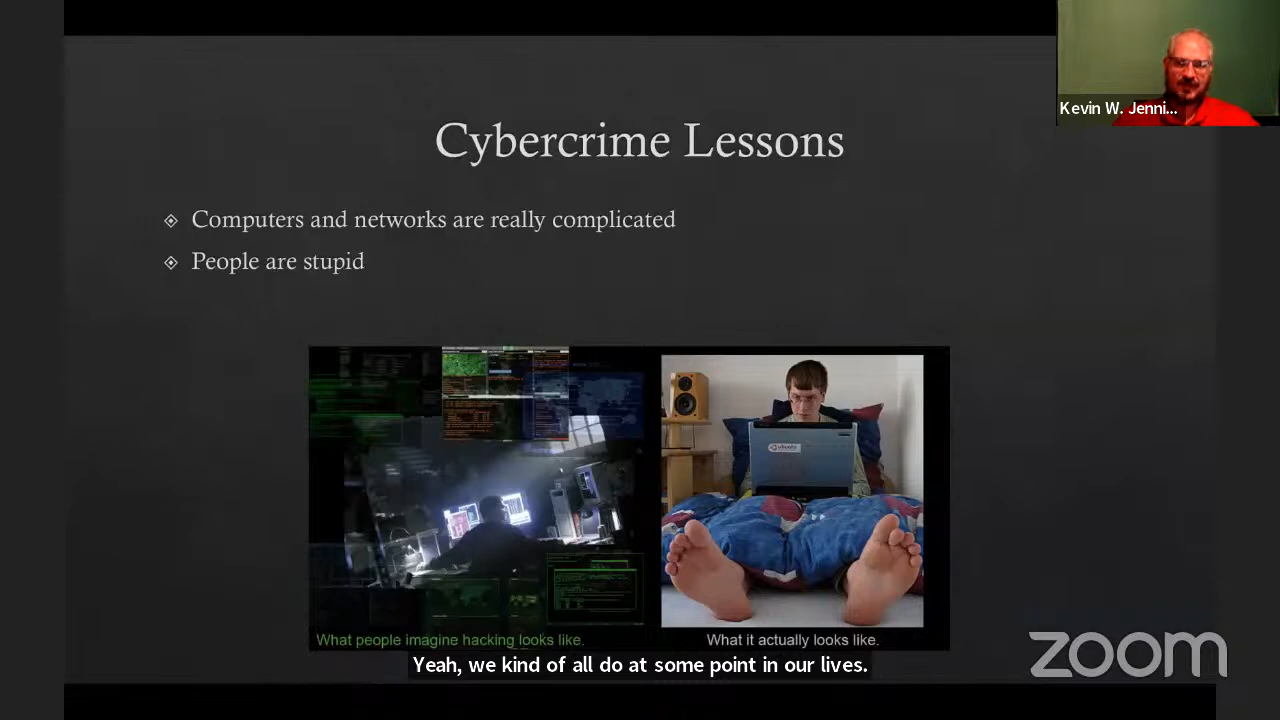 Kevin W. Jenni...
Cybercrime Lessons
Computers and networks are really complicated
People are stupid
ubuntu
What people imagine hacking looks like.
What it actually looks like.
Yeah, we kind of all do at some point in our lives.
zoom